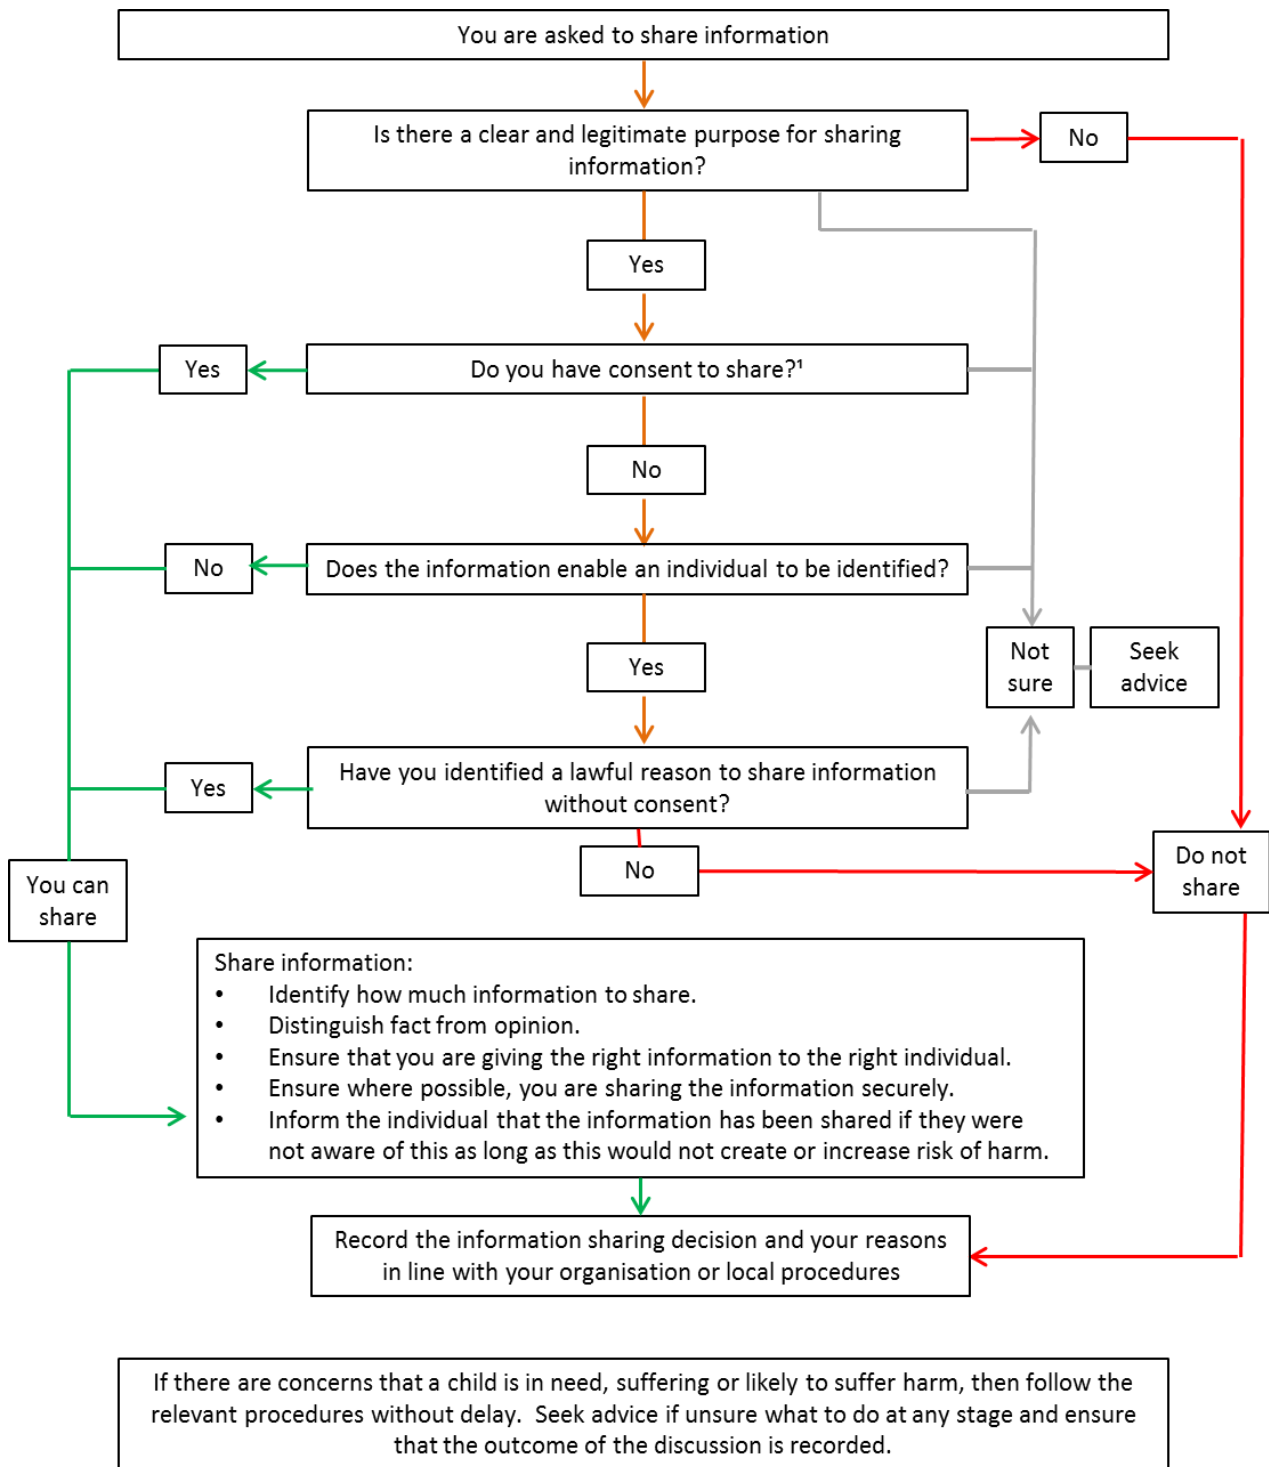 You are asked to share information
Is there a clear and legitimate purpose for sharing
information?
No
Yes
Do you have consent to share?¹
Yes
No
Does the information enable an individual to be identified?
No
Yes
Not
sure
Seek
advice
Have you identified a lawful reason to share information
without consent?
Yes
No
Do not
share
You can
share
Share information:
• Identify how much information to share.
• Distinguish fact from opinion.
• Ensure that you are giving the right information to the right individual.
• Ensure where possible, you are sharing the information securely.
• Inform the individual that the information has been shared if they were
not aware of this as long as this would not create or increase risk of harm.
Record the information sharing decision and your reasons
in line with your organisation or local procedures
If there are concerns that a child is in need, suffering or likely to suffer harm, then follow the
relevant procedures without delay.  Seek advice if unsure what to do at any stage and ensure
that the outcome of the discussion is recorded.